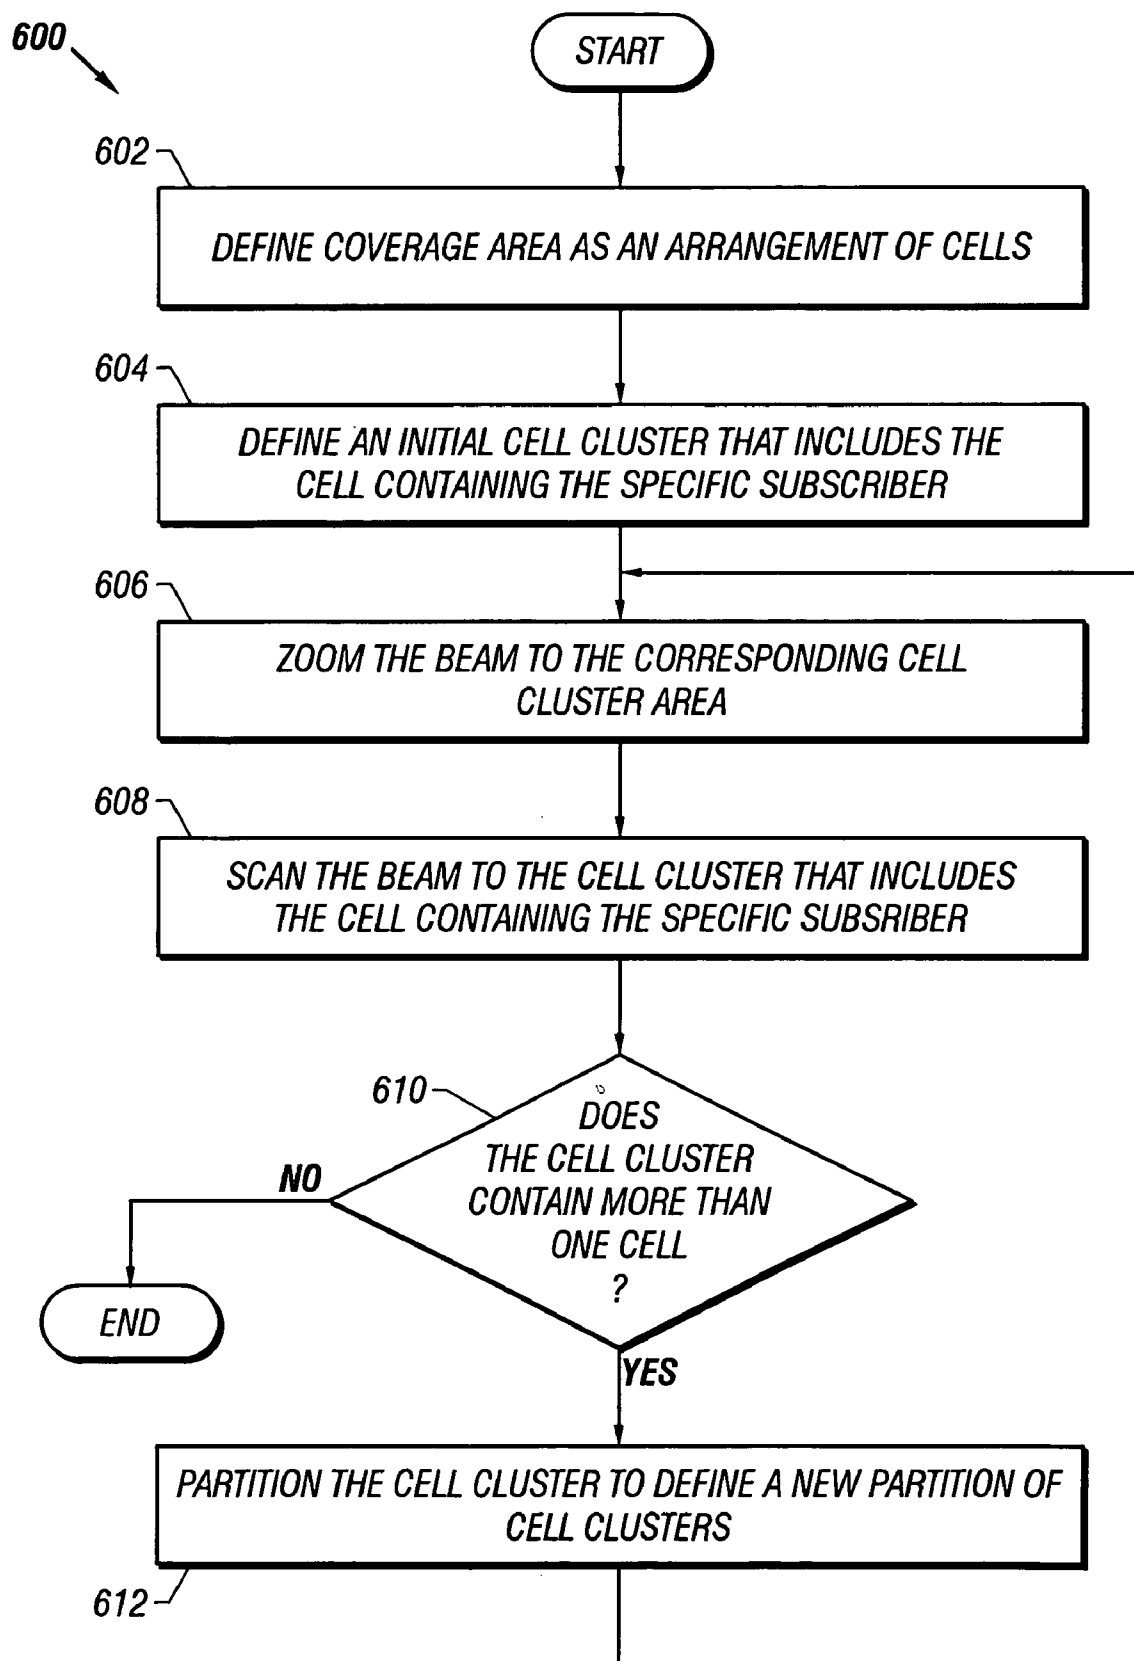 600
START
602
DEFINE COVERAGE AREA AS AN ARRANGEMENT OF CELLS
604
DEFINE AN INITIAL CELL CLUSTER THAT INCLUDES THE
CELL CONTAINING THE SPECIFIC SUBSCRIBER
606
ZOOM THE BEAM TO THE CORRESPONDING CELL
CLUSTER AREA
608
SCAN THE BEAM TO THE CELL CLUSTER THAT INCLUDES
THE CELL CONTAINING THE SPECIFIC SUBSRIBER
610
DOES
THE CELL CLUSTER
CONTAIN MORE THAN
ONE CELL
?
NO
END
YES
PARTITION THE CELL CLUSTER TO DEFINE A NEW PARTITION OF
CELL CLUSTERS
612